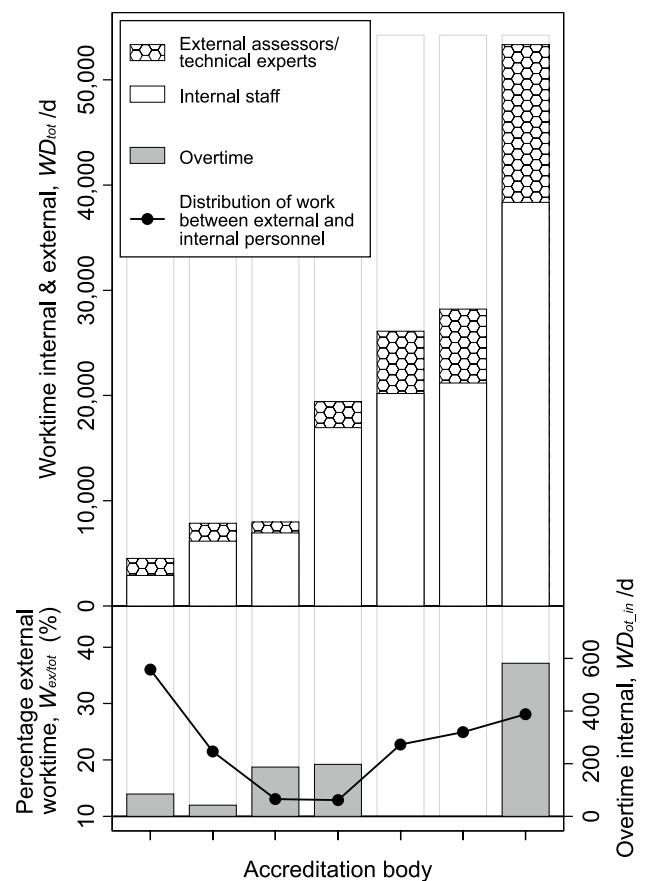 External assessors/
technical experts
Internal staff
Overtime
Distribution of work
between external and
internal personnel
Worktime internal & external, WDtot /d
50,000
40,000
30,000
20,000
10,000
0
Percentage external
worktime, Wex/tot (%)
40
30
20
10
600
400
200
0
Overtime internal, WDot_in /d
Accreditation body